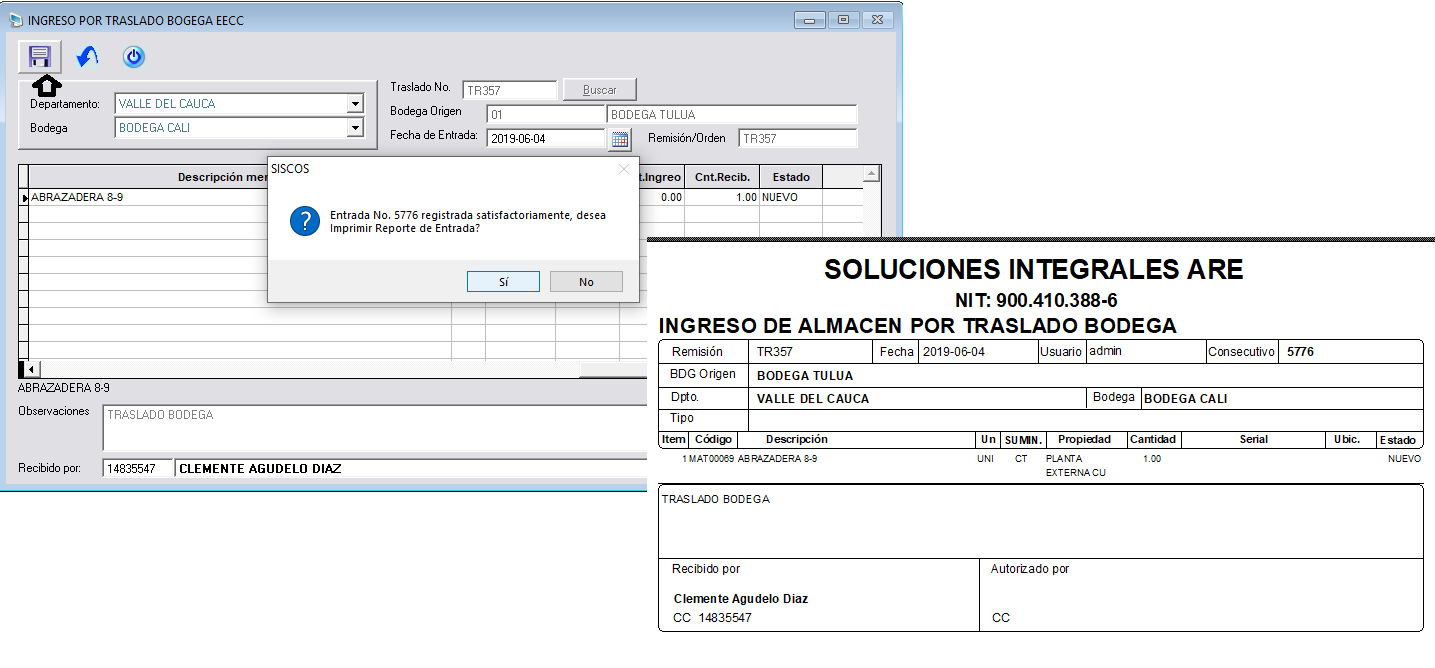 INGRESO POR TRASLADO BOGEGA EECC
Departamento: VALLE DEL CAUCA
Bodega BODEGA CALI
Traslado No. TR357 Buscar
Bodega Origen 01 BODEGA TULUA
Fecha de Entrada: 2019-06-04 Remisión/Orden TR357
Descripción mer t.Ingreo Cnt.Recib. Estado
ABRAZADERA 8-9 0.00 1.00 NUEVO
SISCOS
Entrada No. 5776 registrada satisfactoriamente, desea
Imprimir Reporte de Entrada?
Sí No
ABRAZADERA 8-9
Observaciones TRASLADO BODEGA
Recibido por: 14835547 CLEMENTE AGUDELO DIAZ
SOLUCIONES INTEGRALES ARE
NIT: 900.410.388-6
INGRESO DE ALMACEN POR TRASLADO BODEGA
Remisión TR357 Fecha 2019-06-04 Usuario admin Consecutivo 5776
BDG Origen BODEGA TULUA
Dpto. VALLE DEL CAUCA Bodega BODEGA CALI
Tipo
Item Código Descripción Un SUMIN. Propiedad Cantidad Serial Ubic. Estado
1 MAT00069 ABRAZADERA 8-9 UNI CT PLANTA 1.00 NUEVO
EXTERNA CU
TRASLADO BODEGA
Recibido por Autorizado por
Clemente Agudelo Diaz
CC 14835547 CC